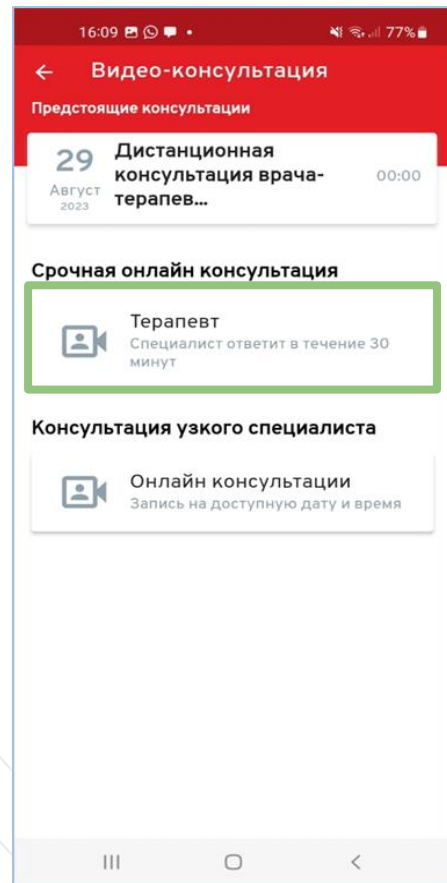 16:09 77%
Видео-консультация
Предстоящие консультации
29
Август
2023
Дистанционная
консультация врача-
терапев...
00:00
Срочная онлайн консультация
Терапевт
Специалист ответит в течение 30
минут
Консультация узкого специалиста
Онлайн консультации
Запись на доступную дату и время